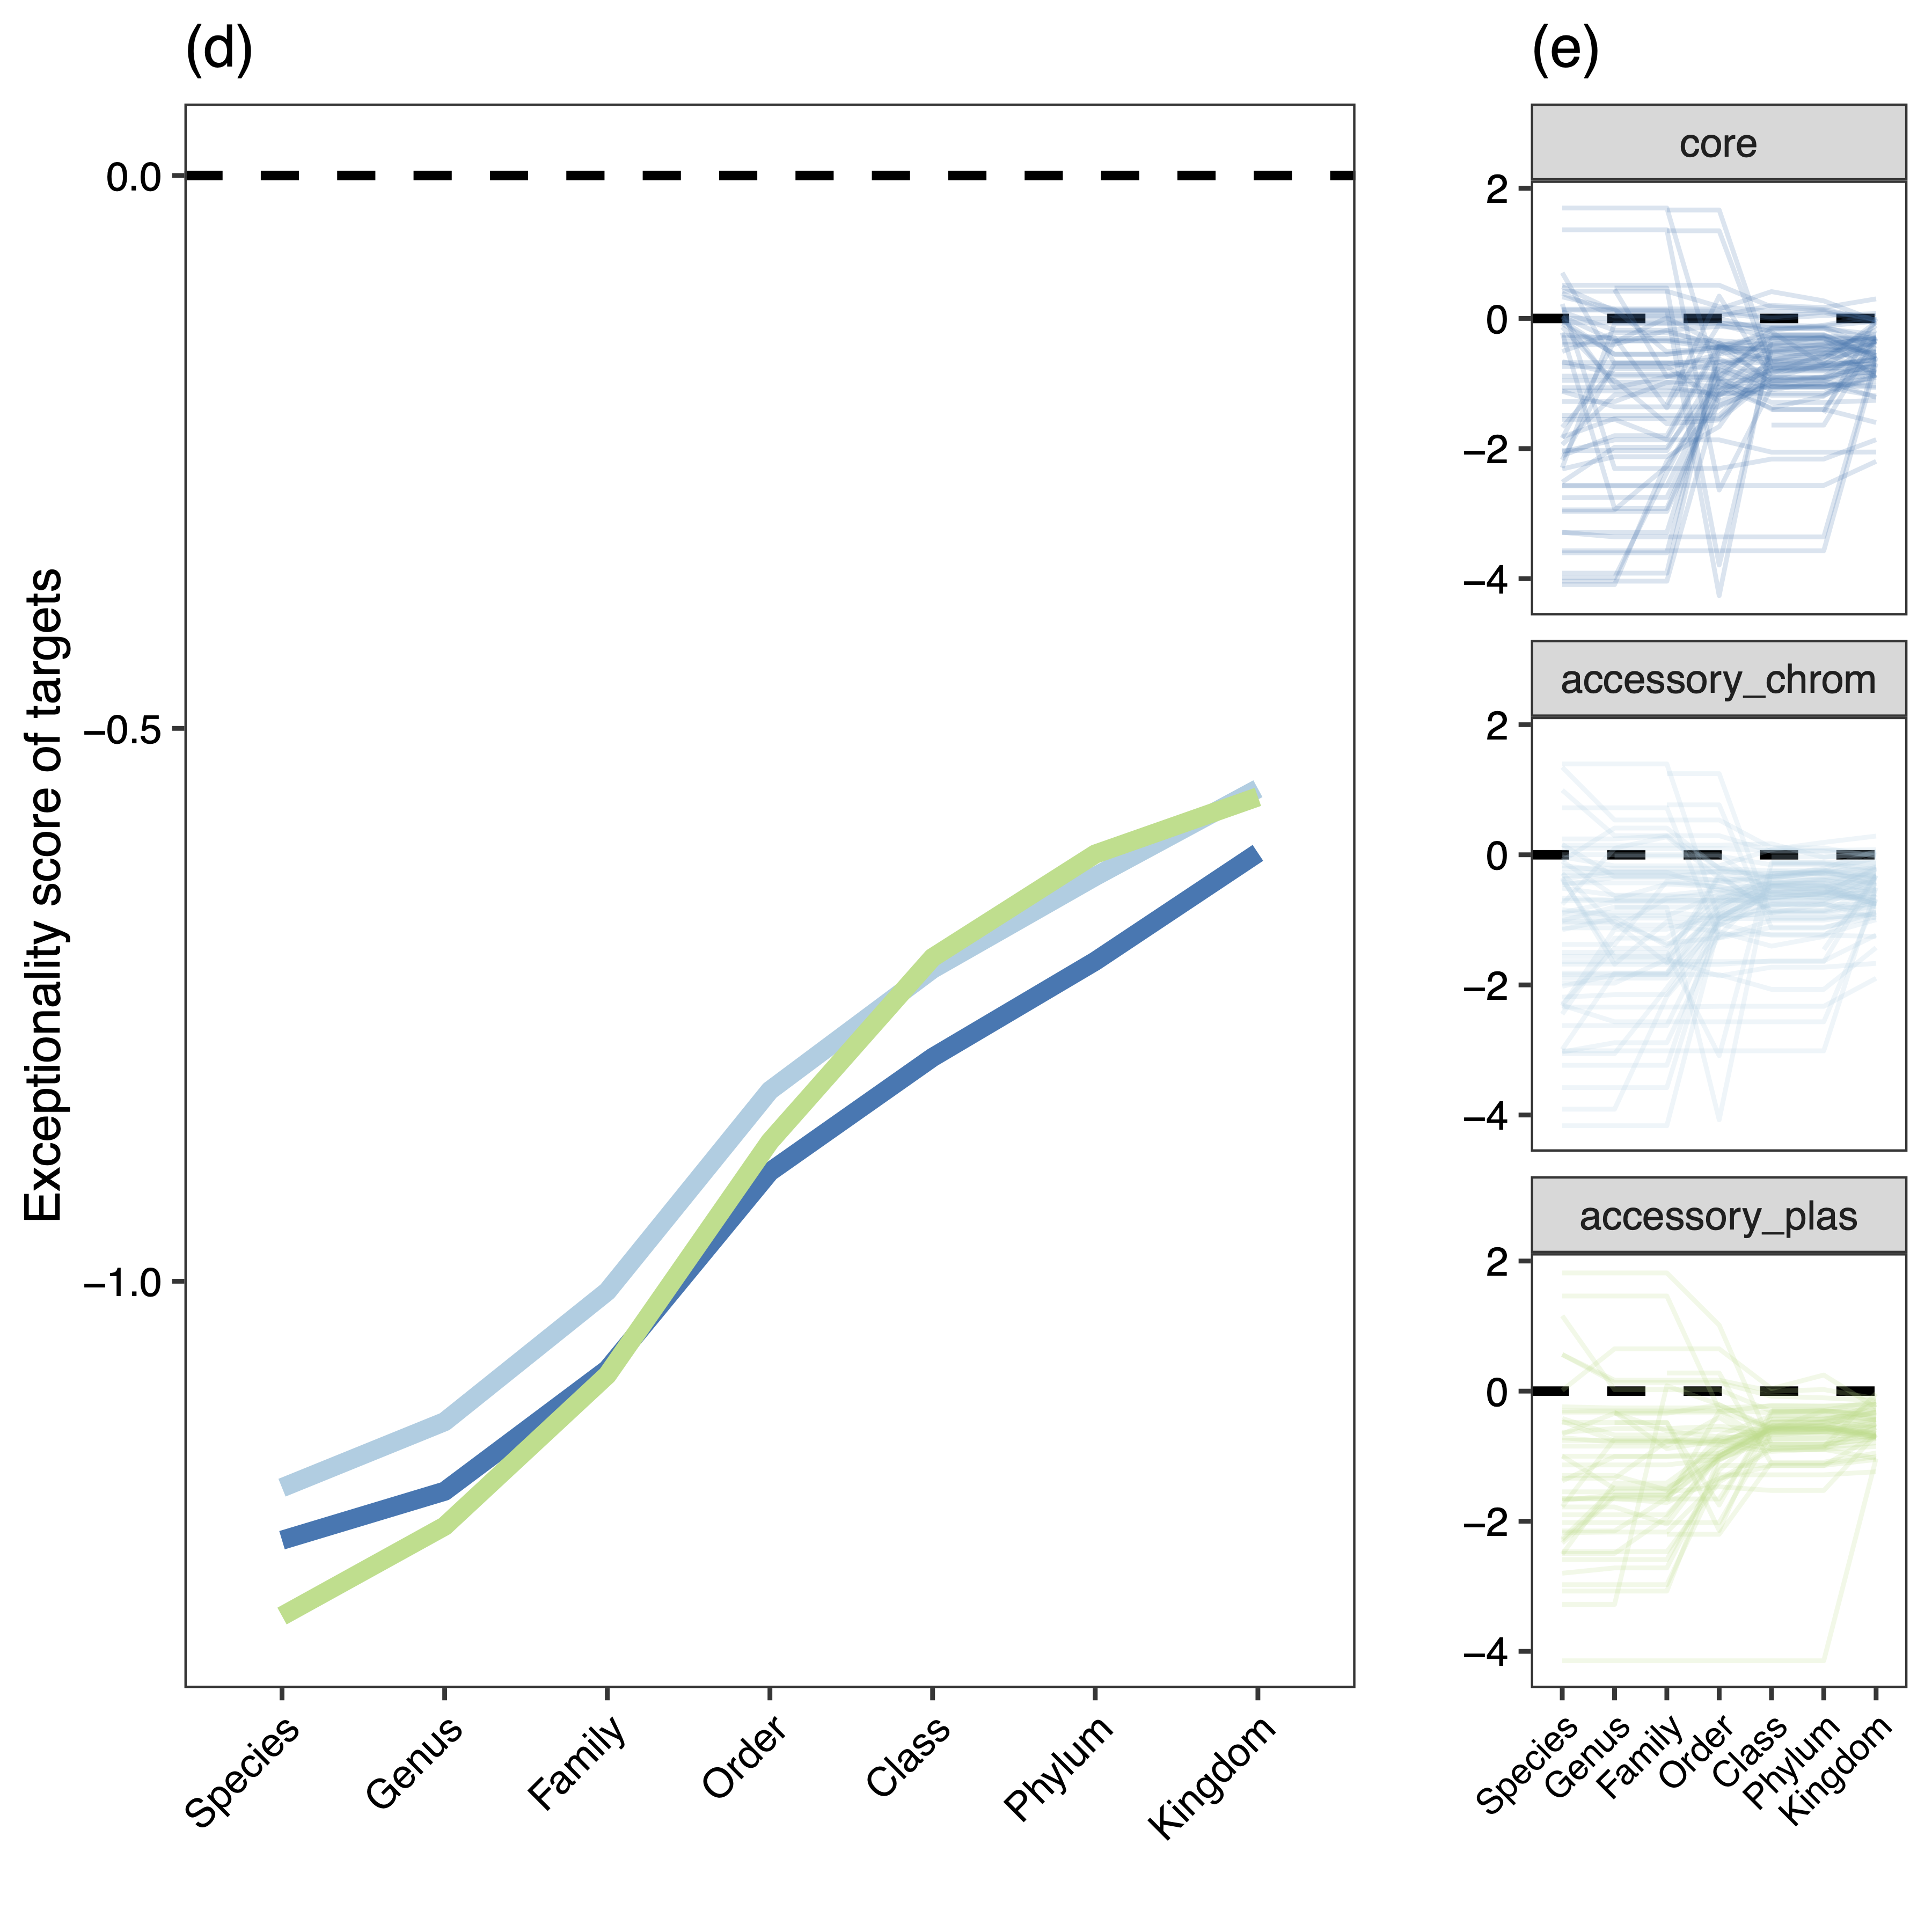 (d)
Exceptionality score of targets
0.0
−0.5
−1.0
Species
Genus
Family
Order
Class
Phylum
Kingdom
(e)
core
2
0
−2
−4
accessory_chrom
2
0
−2
−4
accessory_plas
2
0
−2
−4
Species
Genus
Family
Order
Class
Phylum
Kingdom